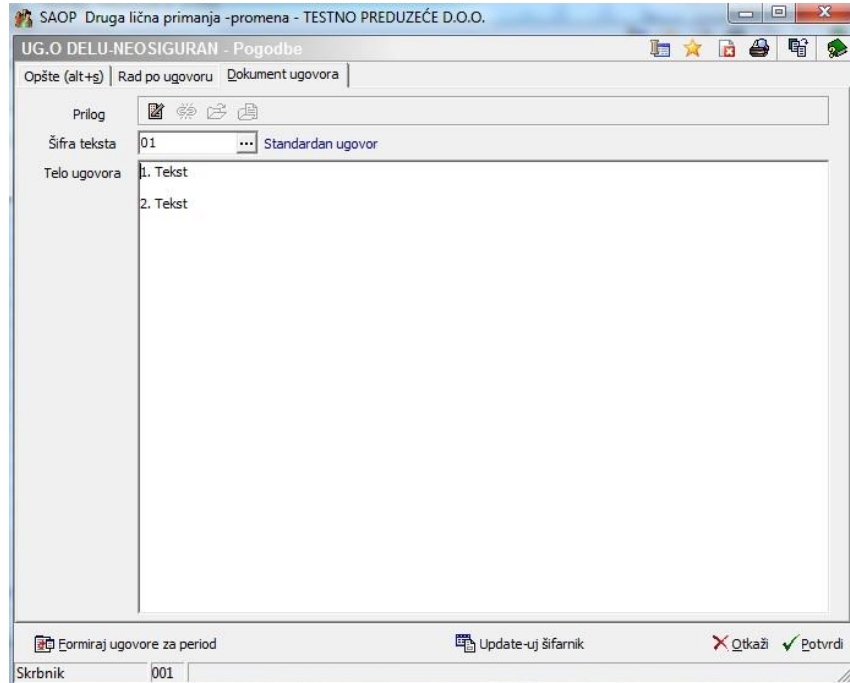 SAOP Druga lična primanja -promena - TESTNO PREDUZEĆE D.O.O.
UG.O DELU-NEOSIGURAN - Pogodbe
Opšte (alt+s) Rad po ugovoru Dokument ugovora
Prilog
Šifra teksta 01 ... Standardan ugovor
Telo ugovora 1. Tekst
2. Tekst
Formiraj ugovore za period Update-uj šifarnik Otkaži Potvrdi
Skrbnik 001